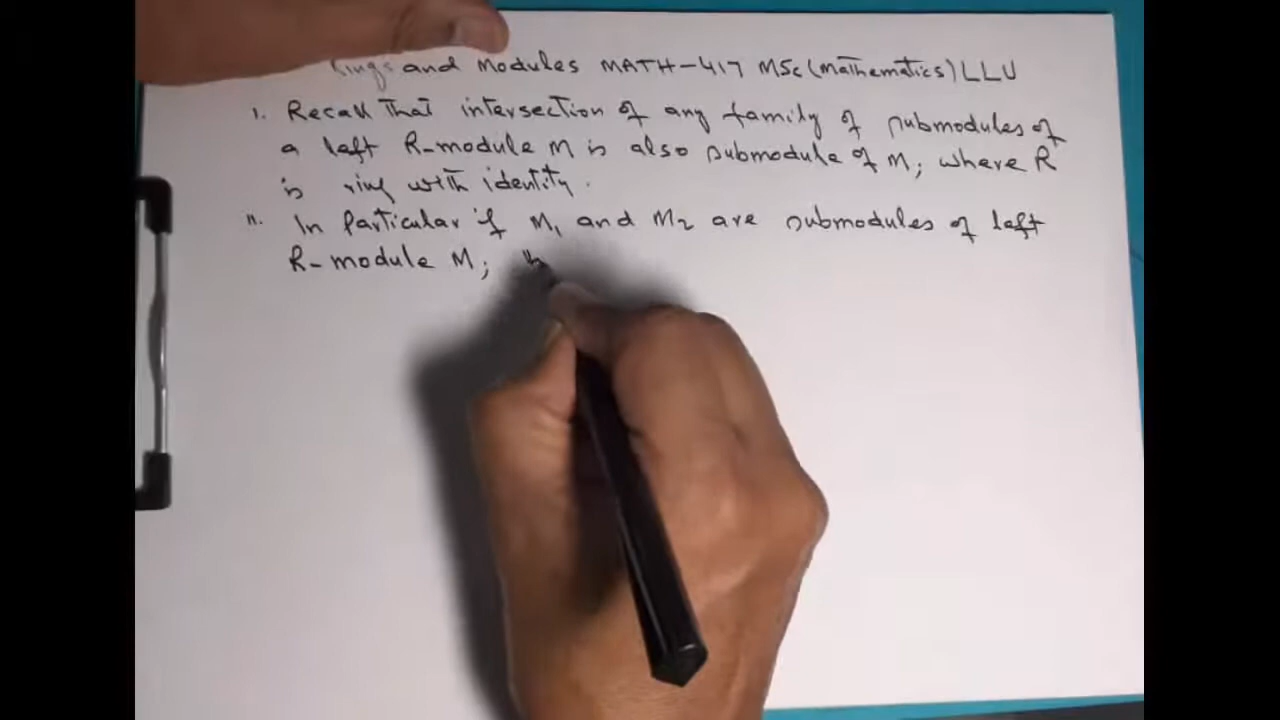 Rings and Modules MATH-417 MSc(Mathematics) LLU
1. Recall That intersection of any family of submodules of
a left R-module M is also submodule of M; where R
is ring with identity.
11. In Particular if M1 and M2 are submodules of left
R-module M;